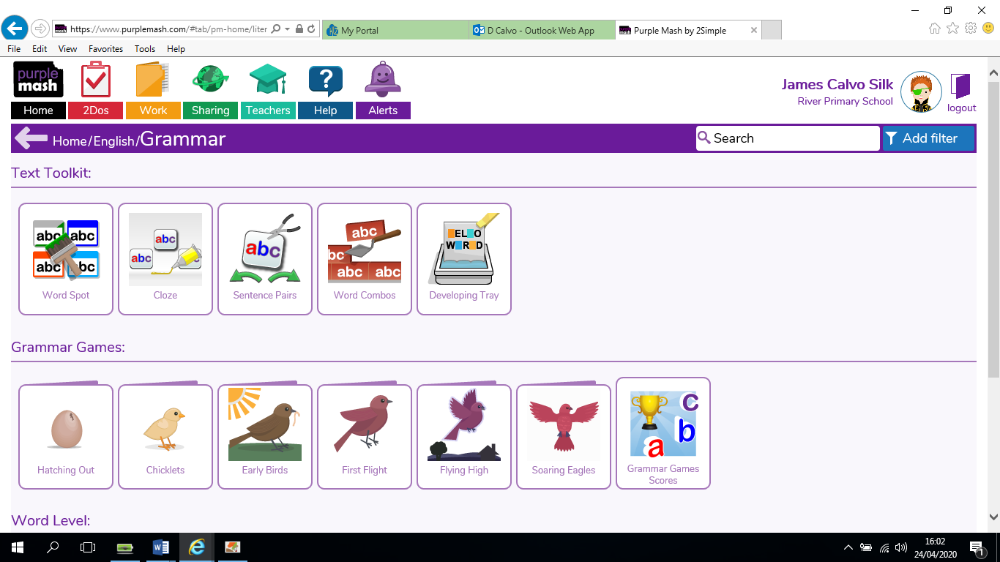 https://www.purplemash.com/#tab/pm-home/liter
My Portal
D Calvo - Outlook Web App
Purple Mash by 2Simple
File Edit View Favorites Tools Help
purple
mash
Home
2Dos
Work
Sharing
Teachers
?
Help
Alerts
James Calvo Silk
River Primary School
logout
Home/English/Grammar
Search
Add filter
Text Toolkit:
abc abc
abc abc
Word Spot
abc
abc
Cloze
abc
Sentence Pairs
abc
bc
abc abc
Word Combos
ELLO
WORD
Developing Tray
Grammar Games:
Hatching Out
Chicklets
Early Birds
First Flight
Flying High
Soaring Eagles
c
b
a
Grammar Games
Scores
Word Level:
16:02
24/04/2020
1